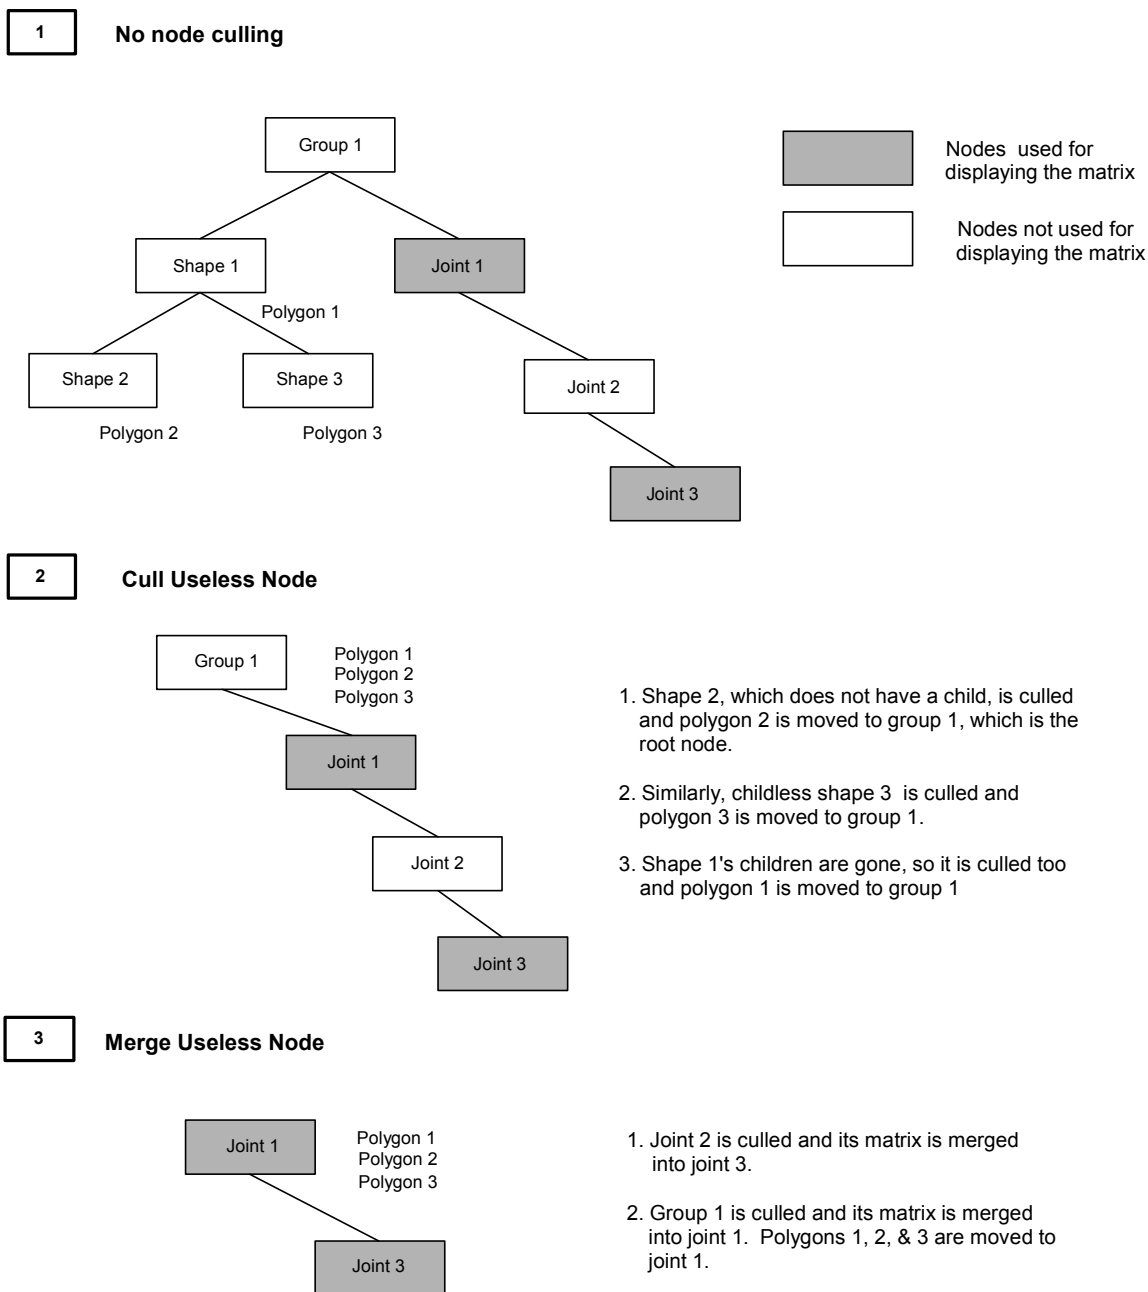 1
No node culling
Group 1
Nodes used for
displaying the matrix
Nodes not used for
displaying the matrix
Shape 1
Joint 1
Polygon 1
Shape 2
Shape 3
Joint 2
Polygon 2
Polygon 3
Joint 3
2
Cull Useless Node
Group 1
Polygon 1
Polygon 2
Polygon 3
Joint 1
Joint 2
Joint 3
1. Shape 2, which does not have a child, is culled
and polygon 2 is moved to group 1, which is the
root node.
2. Similarly, childless shape 3 is culled and
polygon 3 is moved to group 1.
3. Shape 1's children are gone, so it is culled too
and polygon 1 is moved to group 1
3
Merge Useless Node
Joint 1
Polygon 1
Polygon 2
Polygon 3
Joint 3
1. Joint 2 is culled and its matrix is merged
into joint 3.
2. Group 1 is culled and its matrix is merged
into joint 1. Polygons 1, 2, & 3 are moved to
joint 1.